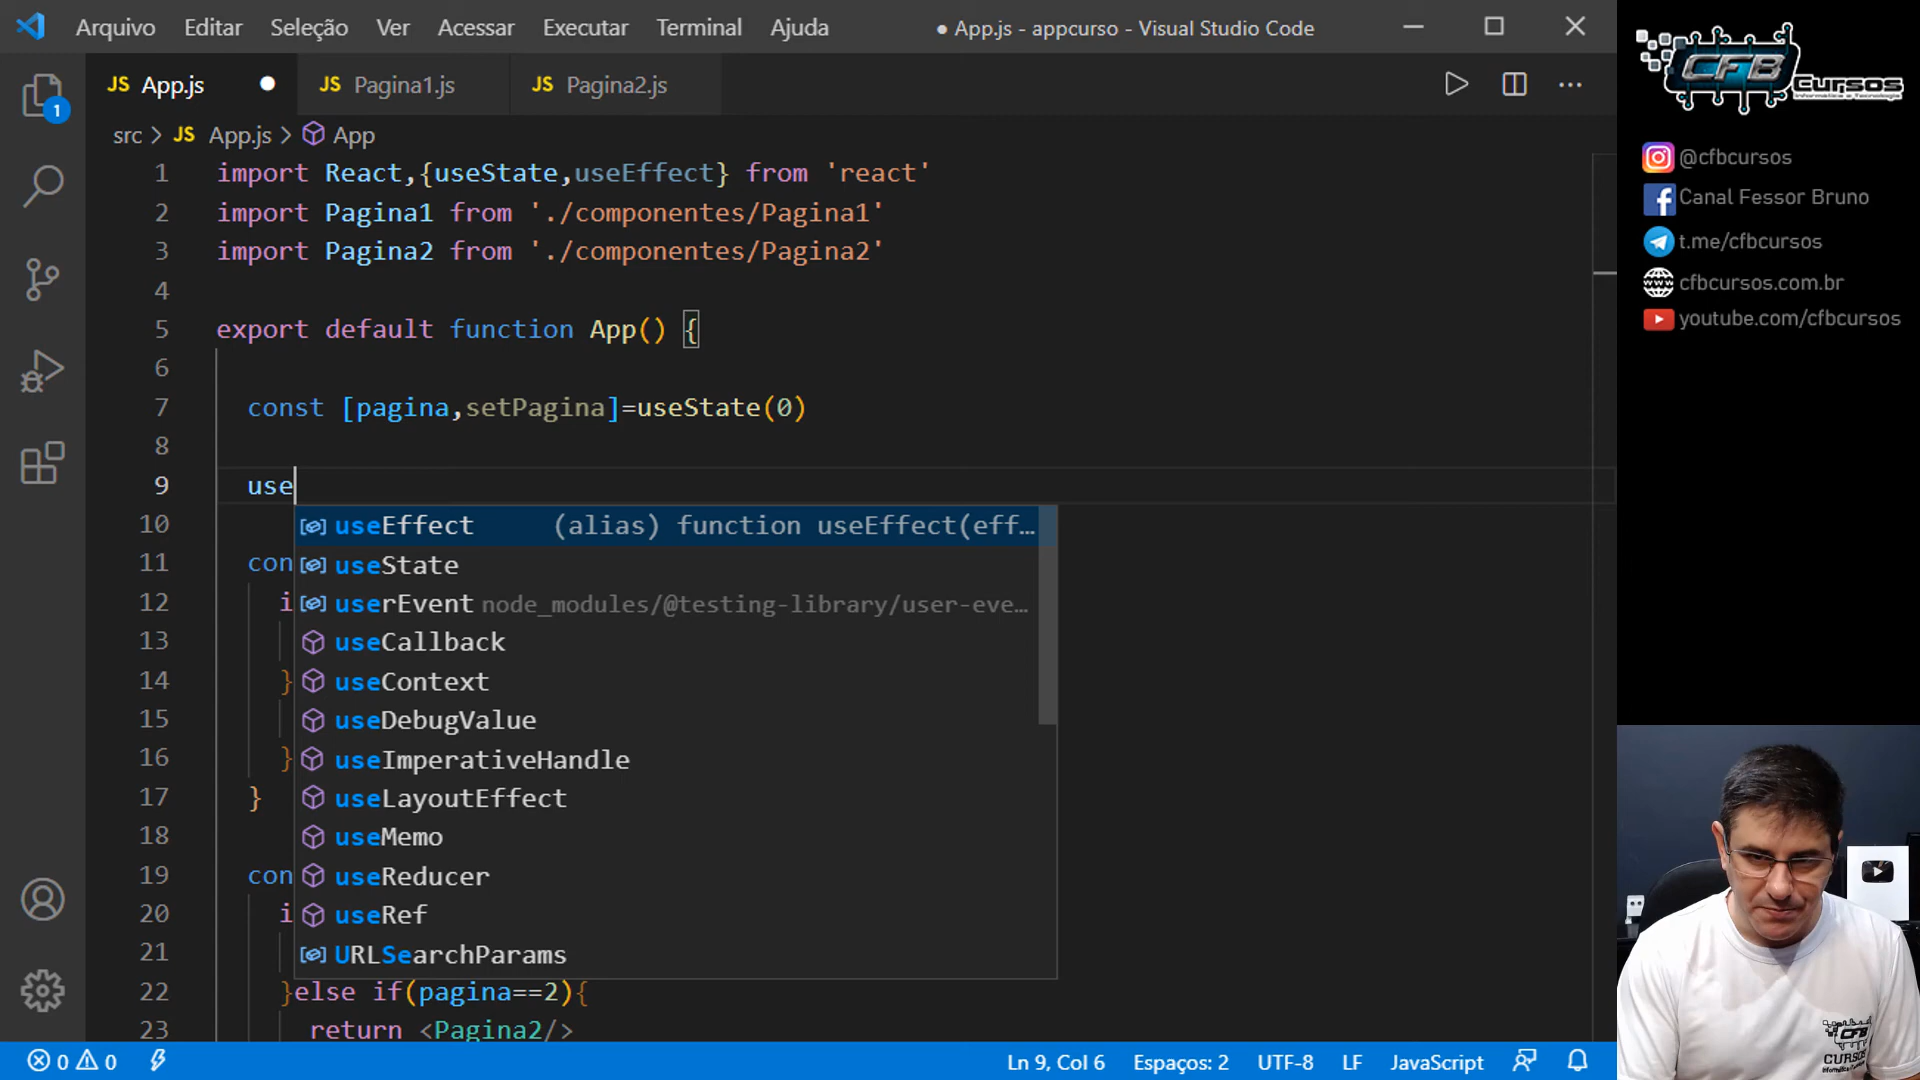 Arquivo Editar Seleção Ver Acessar Executar Terminal Ajuda ● App.js - appcurso - Visual Studio Code
JS App.js JS Pagina1.js JS Pagina2.js
1
src > JS App.js > App
1 import React,{useState,useEffect} from 'react'
2 import Pagina1 from './componentes/Pagina1'
3 import Pagina2 from './componentes/Pagina2'
4
5 export default function App() {
6
7 const [pagina,setPagina]=useState(0)
8
9 use
10 useEffect (alias) function useEffect(eff…
11 con useState
12 i userEvent node_modules/@testing-library/user-eve…
13 useCallback
14 } useContext
15 useDebugValue
16 } useImperativeHandle
17 } useLayoutEffect
18 useMemo
19 con useReducer
20 i useRef
21 URLSearchParams
22 }else if(pagina==2){
23 return <Pagina2/>
0 0 Ln 9, Col 6 Espaços: 2 UTF-8 LF JavaScript
CFB Cursos
Informática e Tecnologia
@cfbcursos
Canal Fessor Bruno
t.me/cfbcursos
cfbcursos.com.br
youtube.com/cfbcursos
CFB
CURSOS